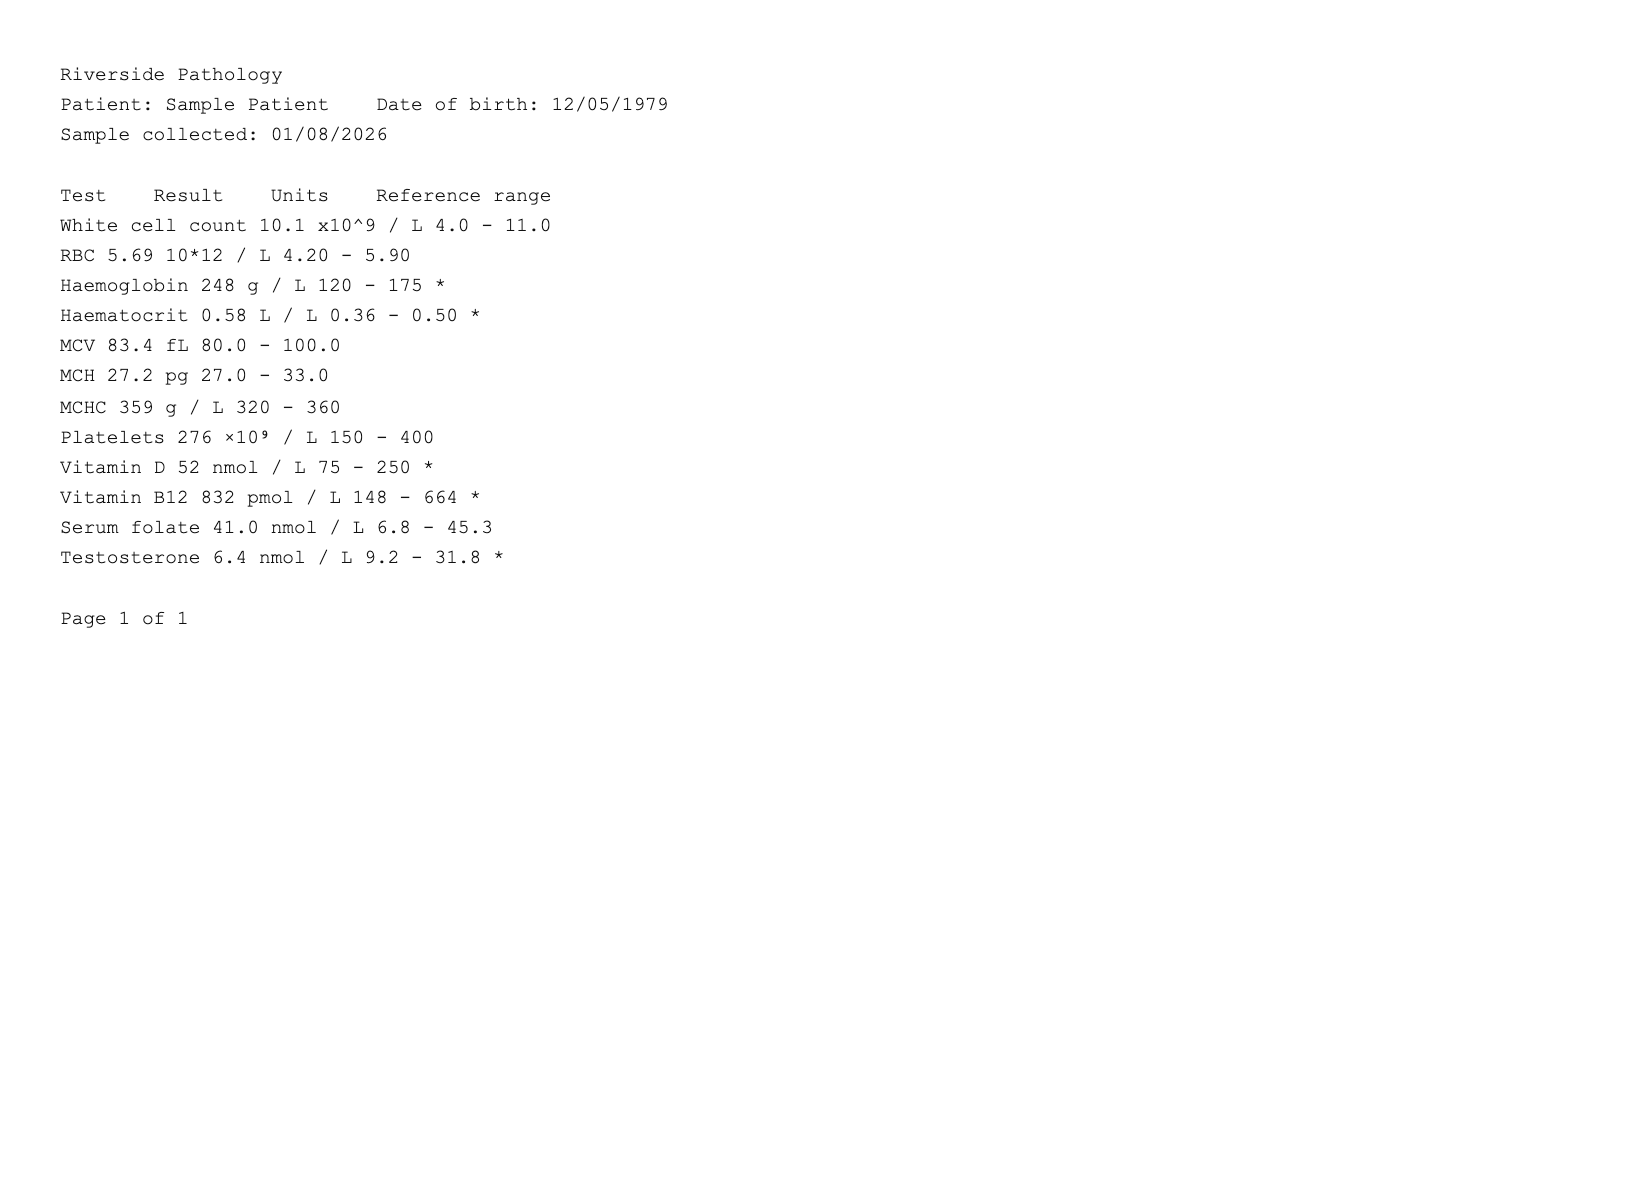 Riverside Pathology
Patient: Sample Patient    Date of birth: 12/05/1979
Sample collected: 01/08/2026

Test    Result    Units    Reference range
White cell count 10.1 x10^9 / L 4.0 - 11.0
RBC 5.69 10*12 / L 4.20 - 5.90
Haemoglobin 248 g / L 120 - 175 *
Haematocrit 0.58 L / L 0.36 - 0.50 *
MCV 83.4 fL 80.0 - 100.0
MCH 27.2 pg 27.0 - 33.0
MCHC 359 g / L 320 - 360
Platelets 276 ×10⁹ / L 150 - 400
Vitamin D 52 nmol / L 75 - 250 *
Vitamin B12 832 pmol / L 148 - 664 *
Serum folate 41.0 nmol / L 6.8 - 45.3
Testosterone 6.4 nmol / L 9.2 - 31.8 *

Page 1 of 1